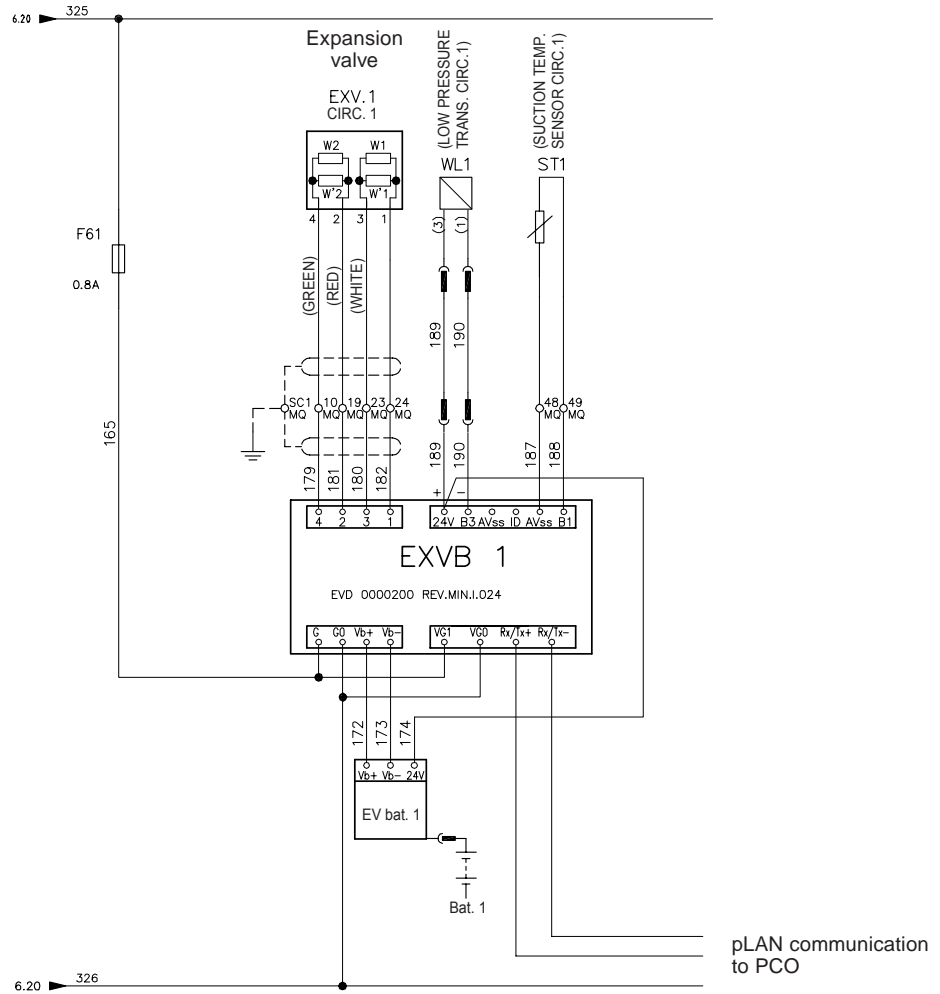 6.20 325
Expansion
valve
EXV.1
CIRC. 1
(LOW PRESSURE
TRANS. CIRC.1)
WL1
(SUCTION TEMP.
SENSOR CIRC.1)
ST1
W2 W1
W'2 W'1
4 2 3 1
(3) (1)
F61
0.8A
(GREEN)
(RED)
(WHITE)
189 190
SC1 10 19 23 24
MQ MQ MQ MQ MQ
48 49
MQ MQ
165
179 181 180 182
189 190
187 188
+ -
4 2 3 1
24V B3 AVss ID AVss B1
EXVB 1
EVD 0000200 REV.MIN.I.024
G G0 Vb+ Vb-
VG1 VG0 Rx/Tx+ Rx/Tx-
172 173 174
Vb+ Vb- 24V
EV bat. 1
Bat. 1
pLAN communication
to PCO
6.20 326